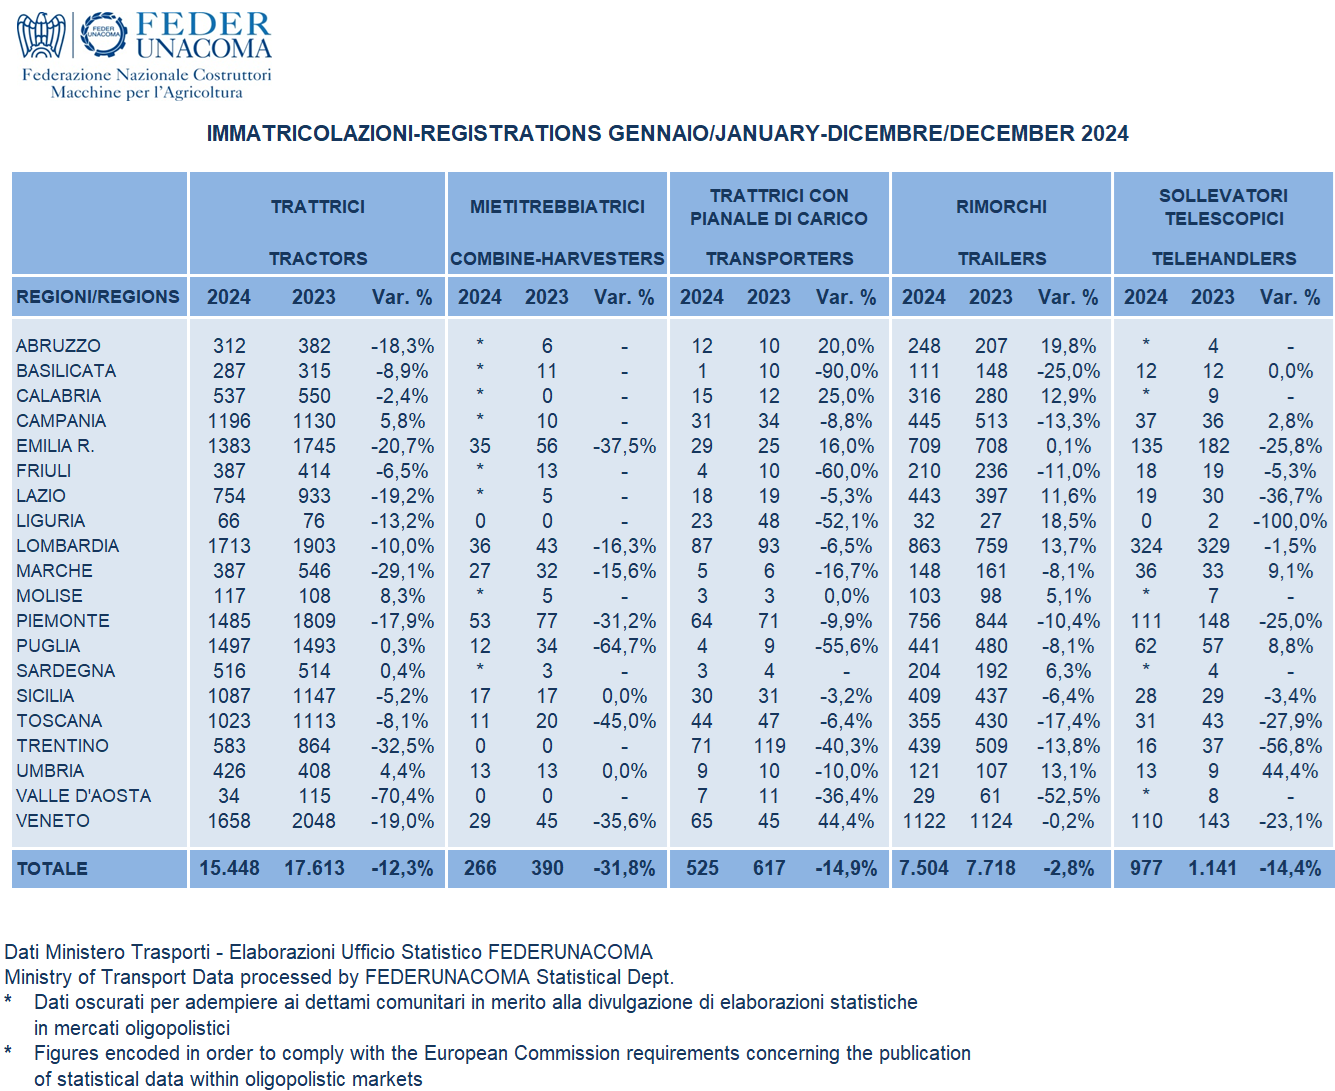 FEDER
UNACOMA
FEDER
UNACOMA
Federazione Nazionale Costruttori
Macchine per l'Agricoltura
IMMATRICOLAZIONI-REGISTRATIONS GENNAIO/JANUARY-DICEMBRE/DECEMBER 2024
TRATTRICI MIETITREBBIATRICI TRATTRICI CON PIANALE DI CARICO RIMORCHI SOLLEVATORI TELESCOPICI
TRACTORS COMBINE-HARVESTERS TRANSPORTERS TRAILERS TELEHANDLERS
REGIONI/REGIONS 2024 2023 Var. % 2024 2023 Var. % 2024 2023 Var. % 2024 2023 Var. % 2024 2023 Var. %
ABRUZZO 312 382 -18,3% * 6 - 12 10 20,0% 248 207 19,8% * 4 -
BASILICATA 287 315 -8,9% * 11 - 1 10 -90,0% 111 148 -25,0% 12 12 0,0%
CALABRIA 537 550 -2,4% * 0 - 15 12 25,0% 316 280 12,9% * 9 -
CAMPANIA 1196 1130 5,8% * 10 - 31 34 -8,8% 445 513 -13,3% 37 36 2,8%
EMILIA R. 1383 1745 -20,7% 35 56 -37,5% 29 25 16,0% 709 708 0,1% 135 182 -25,8%
FRIULI 387 414 -6,5% * 13 - 4 10 -60,0% 210 236 -11,0% 18 19 -5,3%
LAZIO 754 933 -19,2% * 5 - 18 19 -5,3% 443 397 11,6% 19 30 -36,7%
LIGURIA 66 76 -13,2% 0 0 - 23 48 -52,1% 32 27 18,5% 0 2 -100,0%
LOMBARDIA 1713 1903 -10,0% 36 43 -16,3% 87 93 -6,5% 863 759 13,7% 324 329 -1,5%
MARCHE 387 546 -29,1% 27 32 -15,6% 5 6 -16,7% 148 161 -8,1% 36 33 9,1%
MOLISE 117 108 8,3% * 5 - 3 3 0,0% 103 98 5,1% * 7 -
PIEMONTE 1485 1809 -17,9% 53 77 -31,2% 64 71 -9,9% 756 844 -10,4% 111 148 -25,0%
PUGLIA 1497 1493 0,3% 12 34 -64,7% 4 9 -55,6% 441 480 -8,1% 62 57 8,8%
SARDEGNA 516 514 0,4% * 3 - 3 4 - 204 192 6,3% * 4 -
SICILIA 1087 1147 -5,2% 17 17 0,0% 30 31 -3,2% 409 437 -6,4% 28 29 -3,4%
TOSCANA 1023 1113 -8,1% 11 20 -45,0% 44 47 -6,4% 355 430 -17,4% 31 43 -27,9%
TRENTINO 583 864 -32,5% 0 0 - 71 119 -40,3% 439 509 -13,8% 16 37 -56,8%
UMBRIA 426 408 4,4% 13 13 0,0% 9 10 -10,0% 121 107 13,1% 13 9 44,4%
VALLE D'AOSTA 34 115 -70,4% 0 0 - 7 11 -36,4% 29 61 -52,5% * 8 -
VENETO 1658 2048 -19,0% 29 45 -35,6% 65 45 44,4% 1122 1124 -0,2% 110 143 -23,1%
TOTALE 15.448 17.613 -12,3% 266 390 -31,8% 525 617 -14,9% 7.504 7.718 -2,8% 977 1.141 -14,4%
Dati Ministero Trasporti - Elaborazioni Ufficio Statistico FEDERUNACOMA
Ministry of Transport Data processed by FEDERUNACOMA Statistical Dept.
* Dati oscurati per adempiere ai dettami comunitari in merito alla divulgazione di elaborazioni statistiche
in mercati oligopolistici
* Figures encoded in order to comply with the European Commission requirements concerning the publication
of statistical data within oligopolistic markets